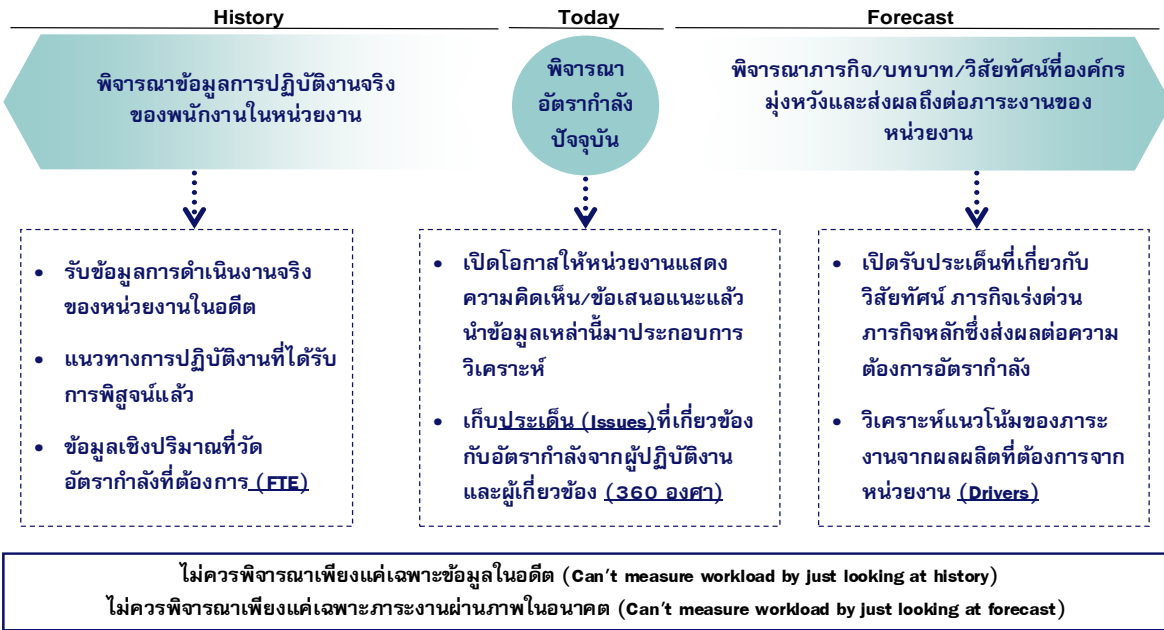 History
Today
Forecast
พิจารณาข้อมูลการปฏิบัติงานจริง
ของพนักงานในหน่วยงาน
พิจารณา
อัตรากำลัง
ปัจจุบัน
พิจารณาภารกิจ/บทบาท/วิสัยทัศน์ที่องค์กร
มุ่งหวังและส่งผลถึงต่อภาระงานของ
หน่วยงาน
• รับข้อมูลการดำเนินงานจริง
ของหน่วยงานในอดีต
• แนวทางการปฏิบัติงานที่ได้รับ
การพิสูจน์แล้ว
• ข้อมูลเชิงปริมาณที่วัด
อัตรากำลังที่ต้องการ (FTE)
• เปิดโอกาสให้หน่วยงานแสดง
ความคิดเห็น/ข้อเสนอแนะแล้ว
นำข้อมูลเหล่านี้มาประกอบการ
วิเคราะห์
• เก็บประเด็น (Issues)ที่เกี่ยวข้อง
กับอัตรากำลังจากผู้ปฏิบัติงาน
และผู้เกี่ยวข้อง (360 องศา)
• เปิดรับประเด็นที่เกี่ยวกับ
วิสัยทัศน์ ภารกิจเร่งด่วน
ภารกิจหลักซึ่งส่งผลต่อความ
ต้องการอัตรากำลัง
• วิเคราะห์แนวโน้มของภาระ
งานจากผลผลิตที่ต้องการจาก
หน่วยงาน (Drivers)
ไม่ควรพิจารณาเพียงแค่เฉพาะข้อมูลในอดีต (Can't measure workload by just looking at history)
ไม่ควรพิจารณาเพียงแค่เฉพาะภาระงานผ่านภาพในอนาคต (Can't measure workload by just looking at forecast)